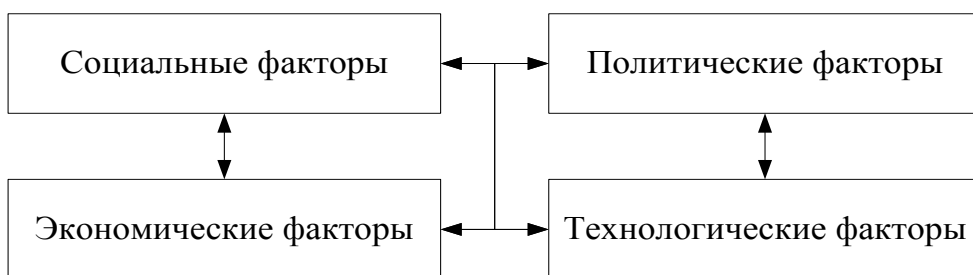 Социальные факторы
Политические факторы
Экономические факторы
Технологические факторы